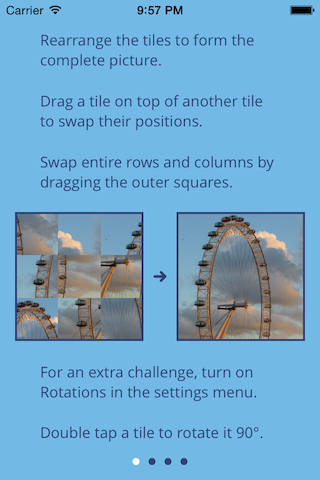 Carrier 9:57 PM
Rearrange the tiles to form the
complete picture.
Drag a tile on top of another tile
to swap their positions.
Swap entire rows and columns by
dragging the outer squares.
For an extra challenge, turn on
Rotations in the settings menu.
Double tap a tile to rotate it 90°.